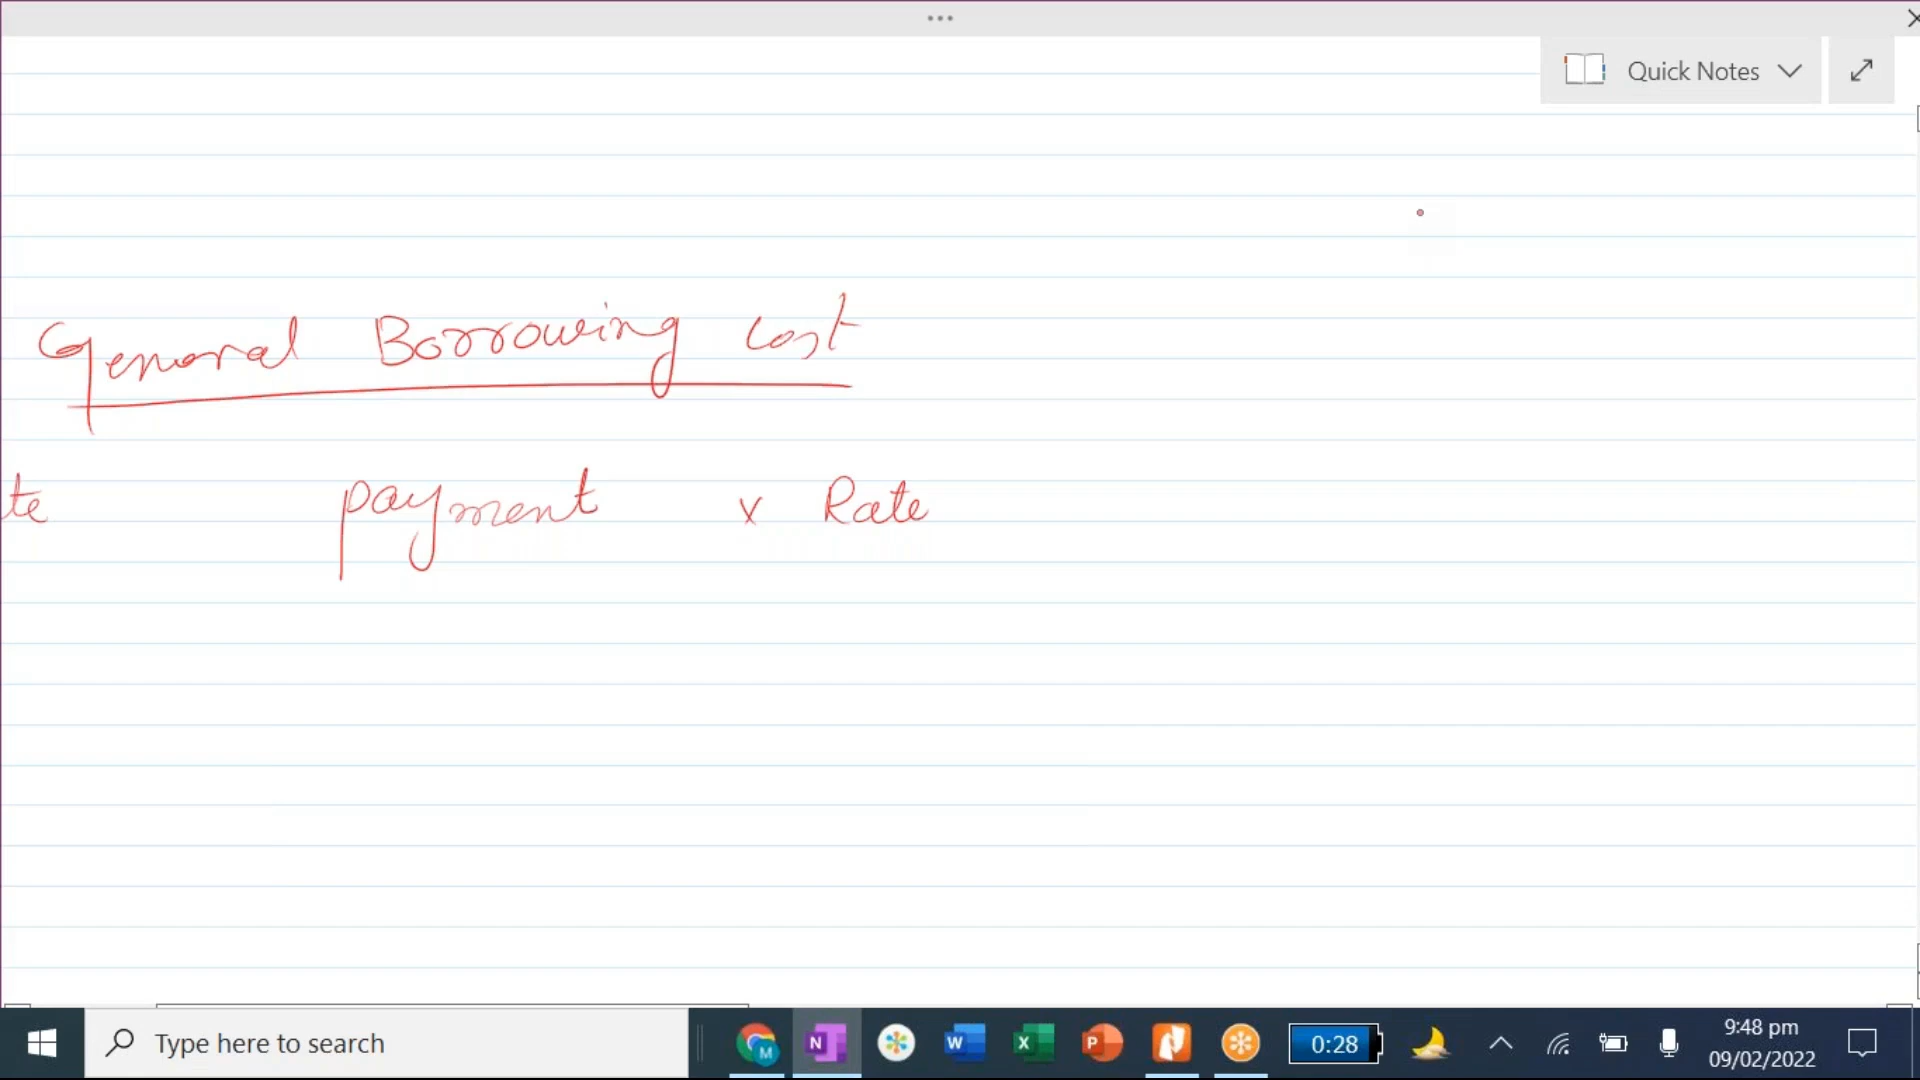 Quick Notes
General Borrowing Cost
te payment x Rate
Type here to search
0:28
9:48 pm
09/02/2022